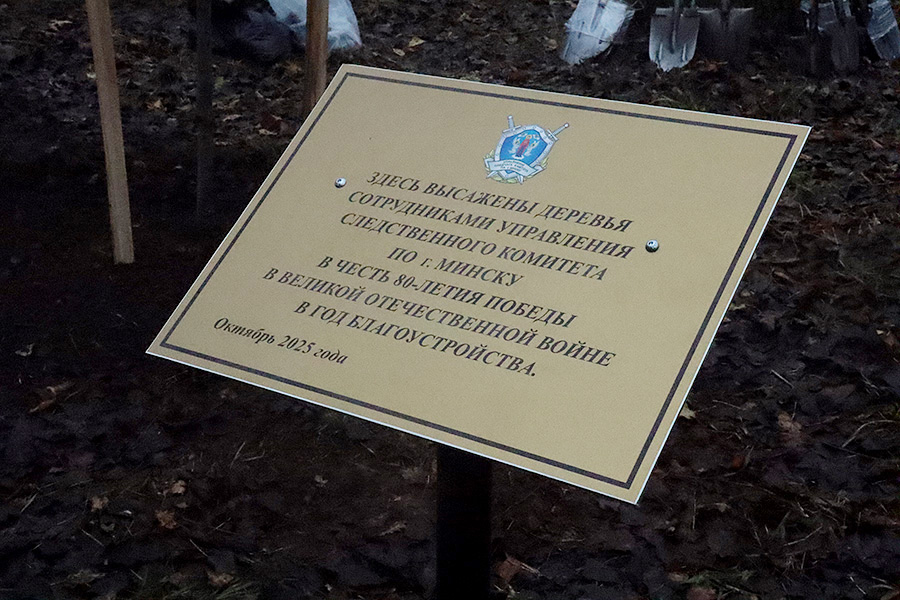 ЗДЕСЬ ВЫСАЖЕНЫ ДЕРЕВЬЯ
СОТРУДНИКАМИ УПРАВЛЕНИЯ
СЛЕДСТВЕННОГО КОМИТЕТА
ПО г. МИНСКУ
В ЧЕСТЬ 80-ЛЕТИЯ ПОБЕДЫ
В ВЕЛИКОЙ ОТЕЧЕСТВЕННОЙ ВОЙНЕ
В ГОД БЛАГОУСТРОЙСТВА.
Октябрь 2025 года